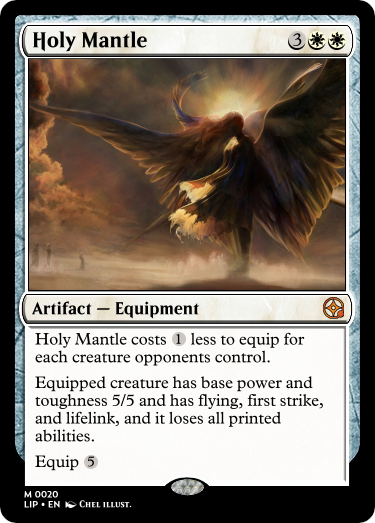 Holy Mantle 3
Artifact — Equipment
Holy Mantle costs 1 less to equip for
each creature opponents control.
Equipped creature has base power and
toughness 5/5 and has flying, first strike,
and lifelink, and it loses all printed
abilities.
Equip 5
M 0020
LIP • EN CHEL ILLUST.